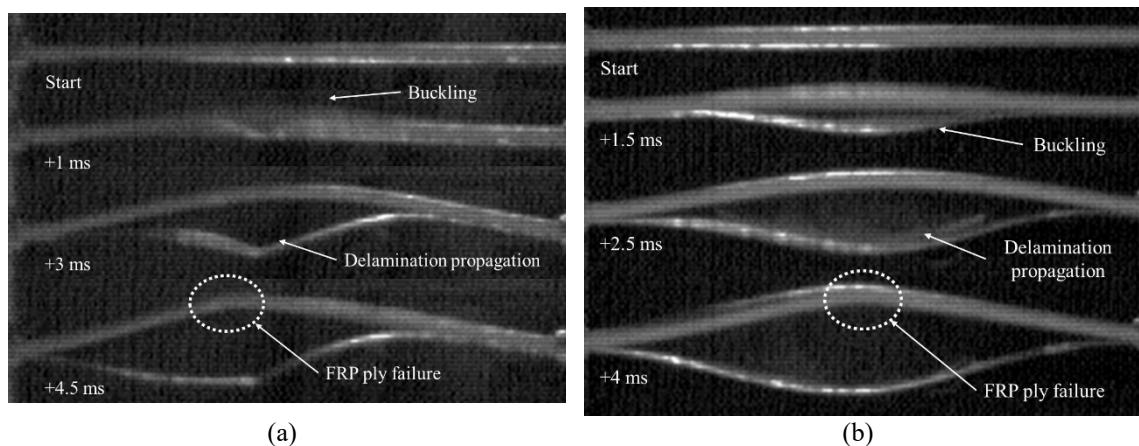 Start
Buckling
+1 ms
Delamination propagation
+3 ms
FRP ply failure
+4.5 ms
(a)
Start
+1.5 ms
Buckling
+2.5 ms
Delamination
propagation
+4 ms
FRP ply failure
(b)